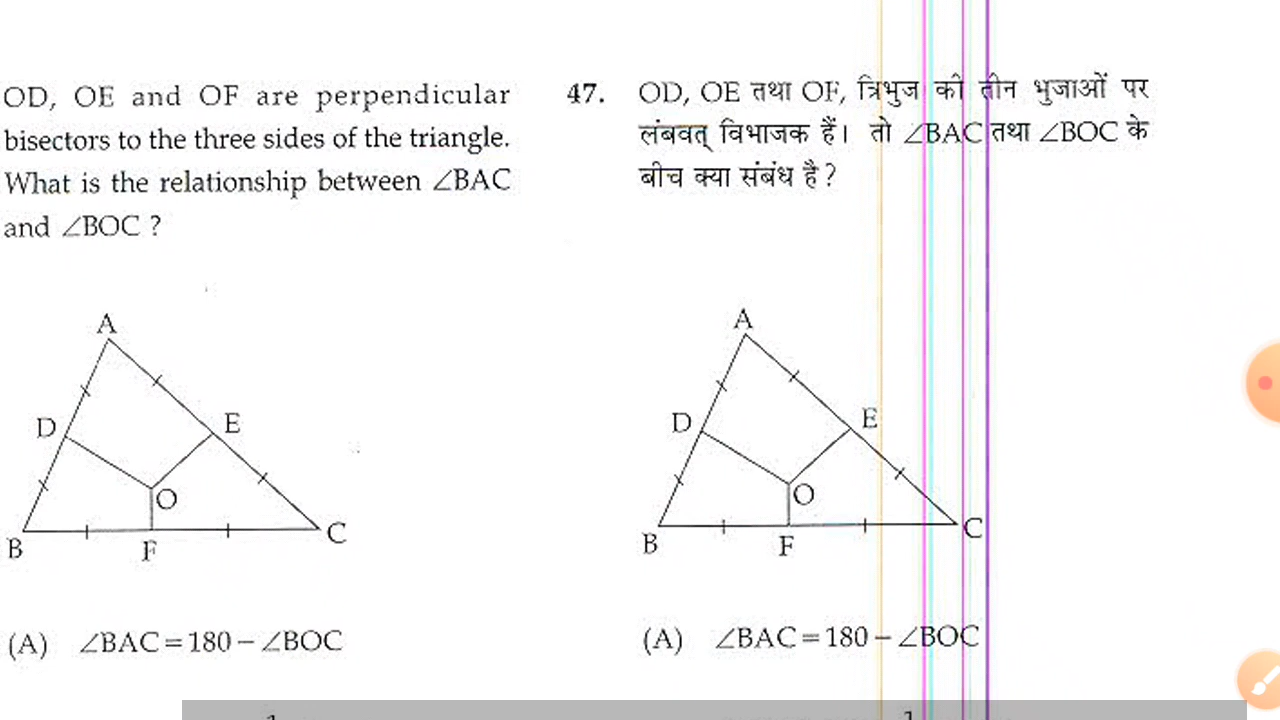 OD, OE and OF are perpendicular
bisectors to the three sides of the triangle.
What is the relationship between ∠BAC
and ∠BOC ?
A
D
E
O
B
F
C
(A) ∠BAC = 180 – ∠BOC
47. OD, OE तथा OF, त्रिभुज की तीन भुजाओं पर
लंबवत् विभाजक हैं। तो ∠BAC तथा ∠BOC के
बीच क्या संबंध है ?
A
D
E
O
B
F
C
(A) ∠BAC = 180 – ∠BOC